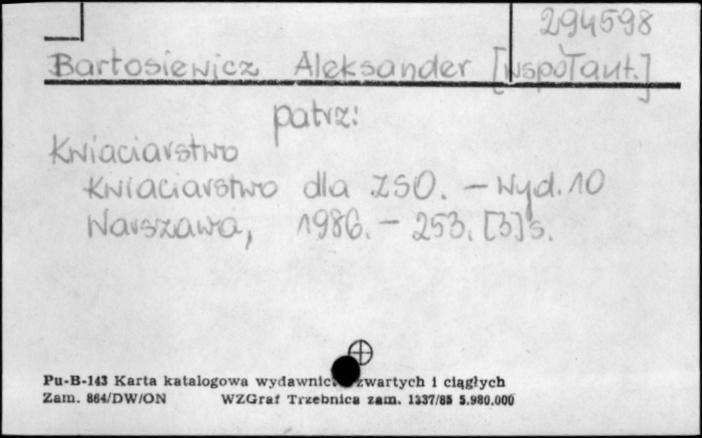 294598
Bartosiewicz Aleksander [współaut.]
patrz:
Kwiaciarstwo
Kwiaciarstwo dla ZSO. – Wyd. 10
Warszawa, 1986. – 253, [3] s.
Pu-B-143 Karta katalogowa wydawnic zwartych i ciągłych
Zam. 864/DW/ON WZGraf Trzebnica zam. 1337/85 5.980.000